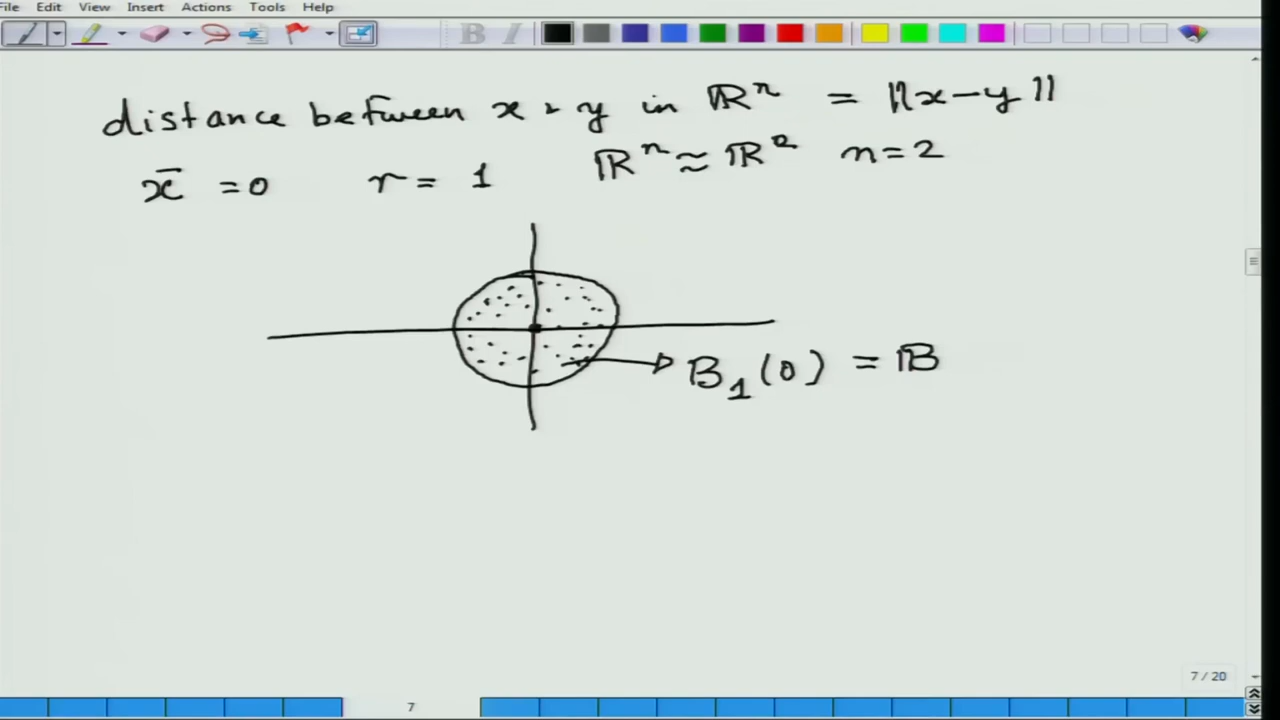 File Edit View Insert Actions Tools Help
B I
distance between x & y in ℝⁿ = ||x-y||
x̄ = 0 r = 1 ℝⁿ ≈ ℝ² n = 2
B₁(0) = 𝔹
7 / 20
7